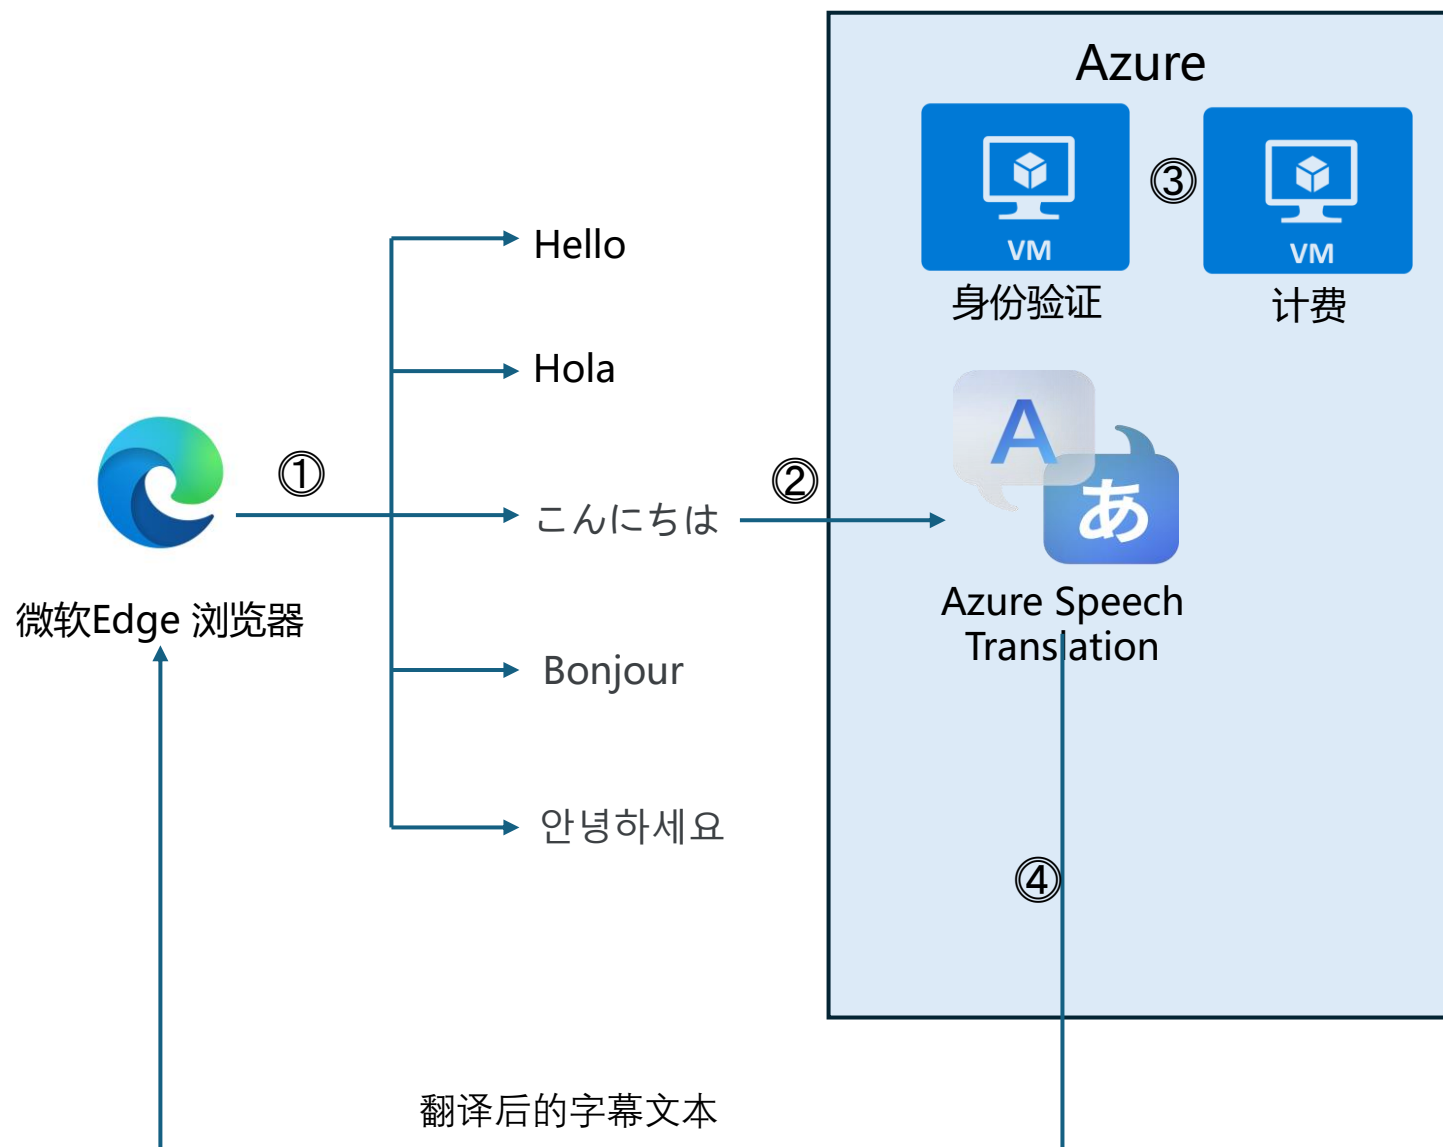 Azure
VM
③
VM
身份验证
计费
Hello
Hola
A
あ
①
②
こんにちは
微软Edge 浏览器
Azure Speech
Translation
Bonjour
안녕하세요
④
翻译后的字幕文本